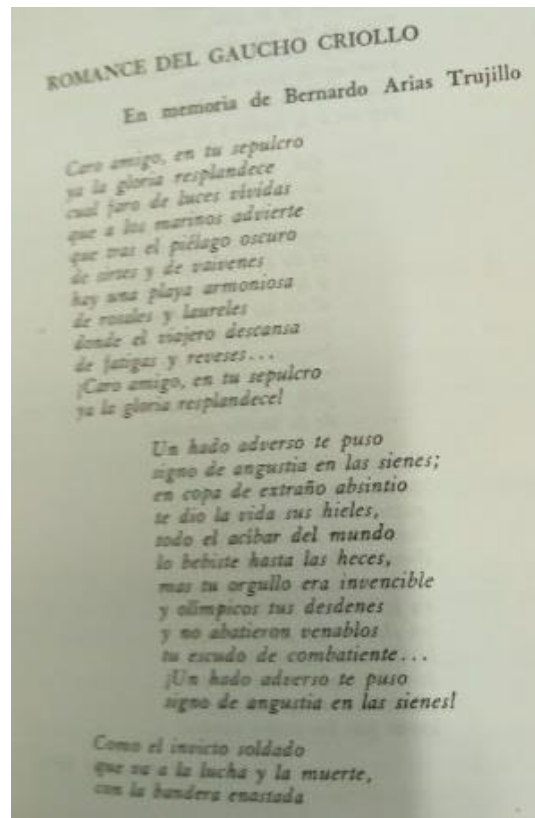 ROMANCE DEL GAUCHO CRIOLLO
En memoria de Bernardo Arias Trujillo
Caro amigo, en tu sepulcro
ya la gloria resplandece
cual faro de luces vívidas
que a los marinos advierte
que tras el piélago oscuro
de sirtes y de vaivenes
hay una playa armoniosa
de rosales y laureles
donde el viajero descansa
de fatigas y reveses...
¡Caro amigo, en tu sepulcro
ya la gloria resplandece!
Un hado adverso te puso
signo de angustia en las sienes;
en copa de extraño absintio
te dio la vida sus hieles,
todo el acíbar del mundo
lo bebiste hasta las heces,
mas tu orgullo era invencible
y olímpicos tus desdenes
y no abatieron venablos
tu escudo de combatiente...
¡Un hado adverso te puso
signo de angustia en las sienes!
Como el invicto soldado
que va a la lucha y la muerte,
con la bandera enastada